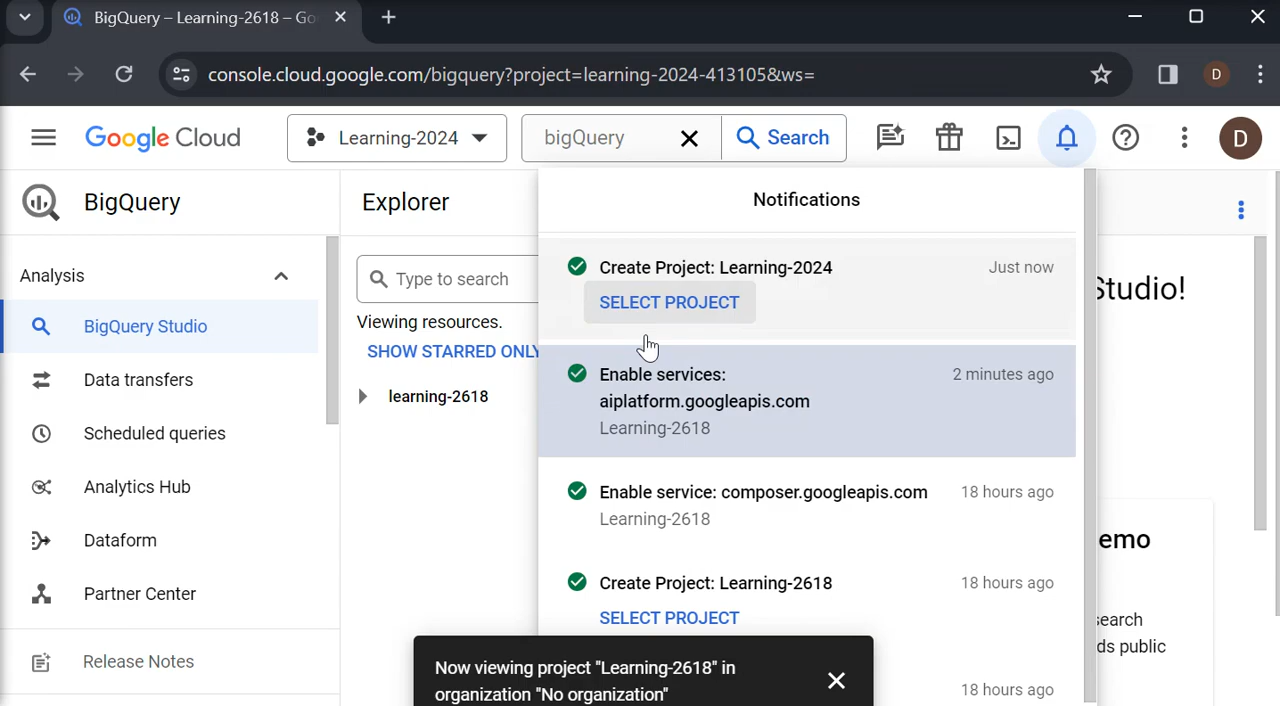 BigQuery – Learning-2618 – Go
console.cloud.google.com/bigquery?project=learning-2024-413105&ws=
D
Google Cloud
Learning-2024
bigQuery
Search
D
BigQuery
Analysis
BigQuery Studio
Data transfers
Scheduled queries
Analytics Hub
Dataform
Partner Center
Release Notes
Explorer
Type to search
Viewing resources.
SHOW STARRED ONLY
learning-2618
Notifications
Create Project: Learning-2024 Just now
SELECT PROJECT
Enable services: 2 minutes ago
aiplatform.googleapis.com
Learning-2618
Enable service: composer.googleapis.com 18 hours ago
Learning-2618
Create Project: Learning-2618 18 hours ago
SELECT PROJECT
18 hours ago
Now viewing project "Learning-2618" in
organization "No organization"
Studio!
emo
search
ds public